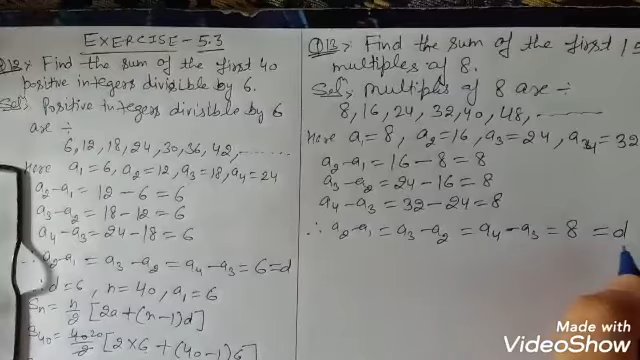 EXERCISE - 5.3
Q12: Find the sum of the first 40
positive integers divisible by 6.
Sol: Positive Integers divisible by 6
are ÷
6, 12, 18, 24, 30, 36, 42, ..........
Here a₁ = 6, a₂ = 12, a₃ = 18, a₄ = 24
a₂ - a₁ = 12 - 6 = 6
a₃ - a₂ = 18 - 12 = 6
a₄ - a₃ = 24 - 18 = 6
∴ a₂ - a₁ = a₃ - a₂ = a₄ - a₃ = 6 = d
∴ d = 6, n = 40, a₁ = 6
Sₙ = n/2 [2a + (n - 1)d]
S₄₀ = 40/2 20 [2 × 6 + (40 - 1) 6]
Q13: Find the sum of the first 15
multiples of 8.
Sol: Multiples of 8 are ÷
8, 16, 24, 32, 40, 48, ..........
Here a₁ = 8, a₂ = 16, a₃ = 24, a₄ = 32
a₂ - a₁ = 16 - 8 = 8
a₃ - a₂ = 24 - 16 = 8
a₄ - a₃ = 32 - 24 = 8
∴ a₂ - a₁ = a₃ - a₂ = a₄ - a₃ = 8 = d
Made with
VideoShow